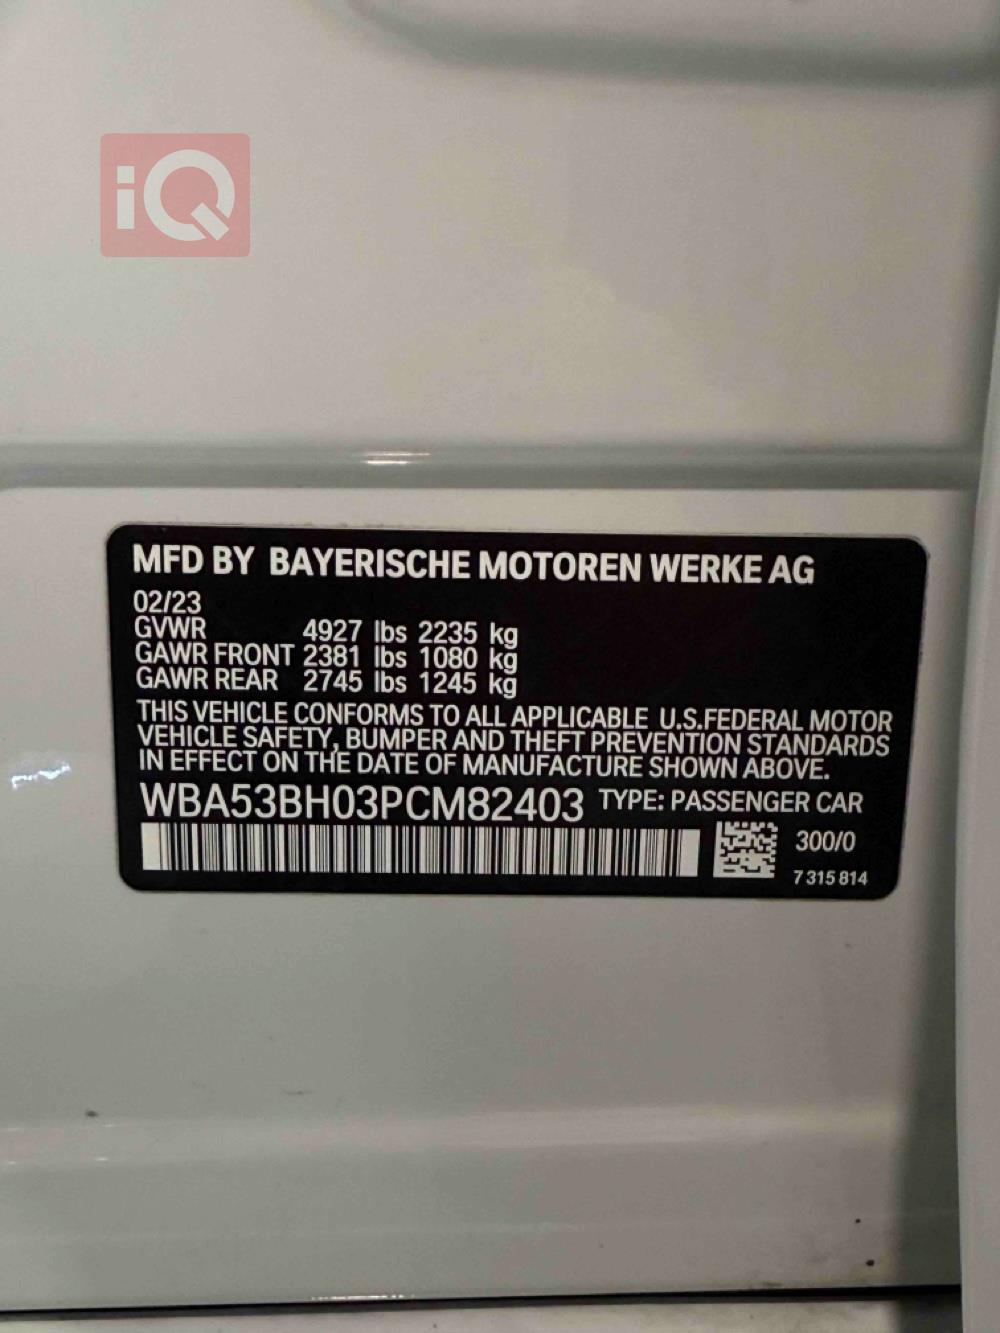 iQ
MFD BY BAYERISCHE MOTOREN WERKE AG
02/23
GVWR 4927 lbs 2235 kg
GAWR FRONT 2381 lbs 1080 kg
GAWR REAR 2745 lbs 1245 kg
THIS VEHICLE CONFORMS TO ALL APPLICABLE U.S.FEDERAL MOTOR
VEHICLE SAFETY, BUMPER AND THEFT PREVENTION STANDARDS
IN EFFECT ON THE DATE OF MANUFACTURE SHOWN ABOVE.
WBA53BH03PCM82403 TYPE: PASSENGER CAR
300/0
7 315 814